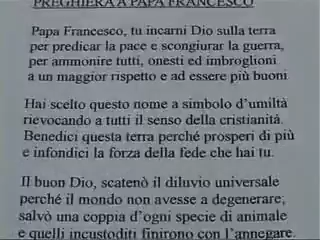 PREGHIERA A PAPA FRANCESCO
Papa Francesco, tu incarni Dio sulla terra
per predicar la pace e scongiurar la guerra,
per ammonire tutti, onesti ed imbroglioni
a un maggior rispetto e ad essere più buoni
Hai scelto questo nome a simbolo d'umiltà
rievocando a tutti il senso della cristianità.
Benedici questa terra perché prosperi di più
e infondici la forza della fede che hai tu.
Il buon Dio, scatenò il diluvio universale
perché il mondo non avesse a degenerare;
salvò una coppia d'ogni specie di animale
e quelli incustoditi finirono con l'annegare.